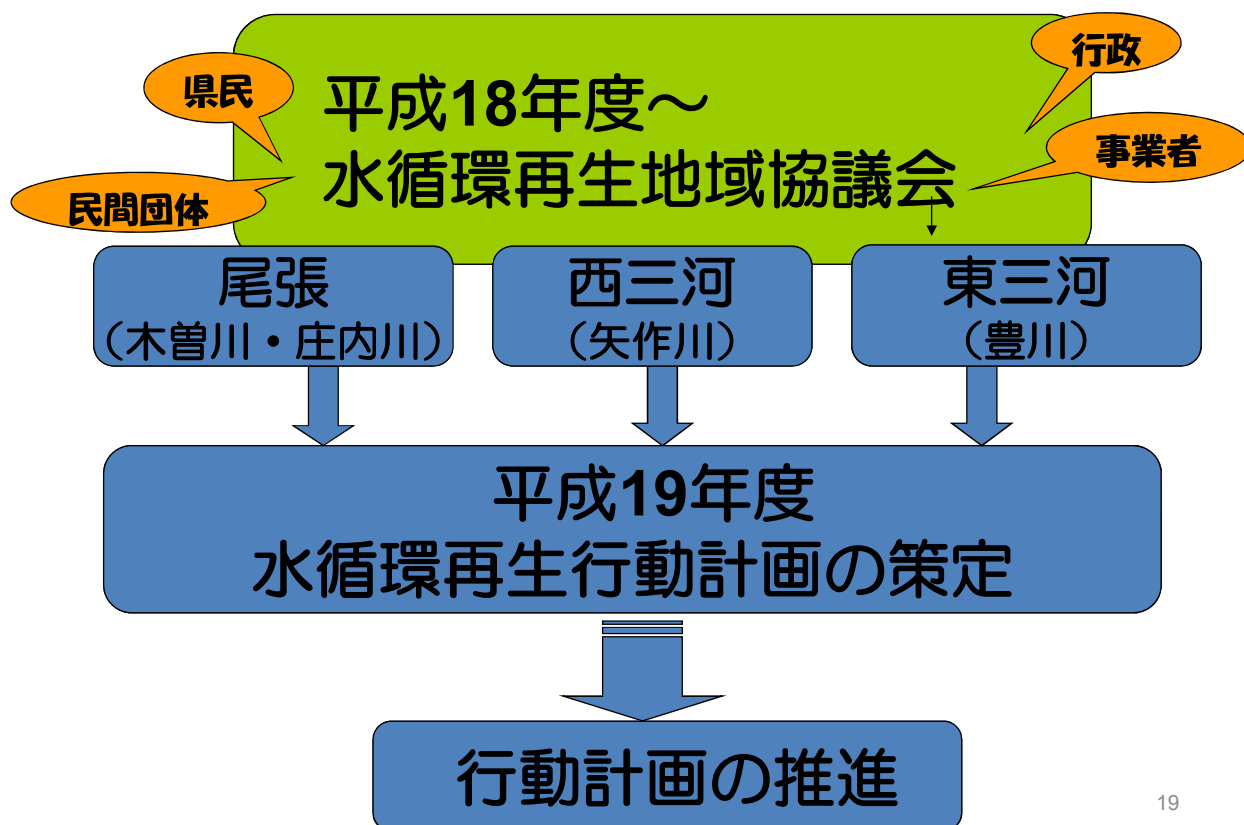 県民
行政
平成18年度～
水循環再生地域協議会
事業者
民間団体
尾張
（木曽川・庄内川）
西三河
（矢作川）
東三河
（豊川）
平成19年度
水循環再生行動計画の策定
行動計画の推進
19